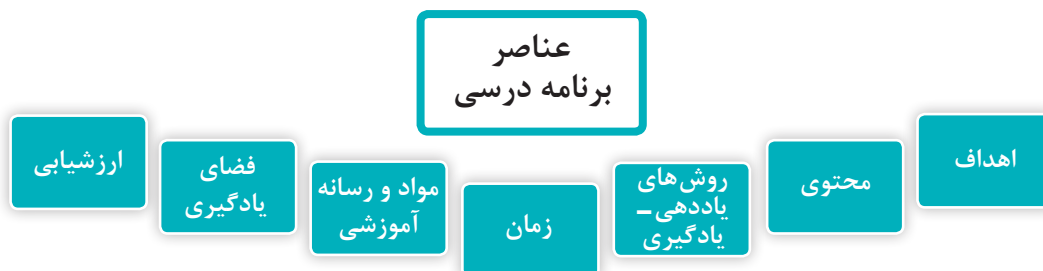 عناصر
برنامه درسی
اهداف
محتوی
روش‌های
یاددهی ـ
یادگیری
زمان
مواد و رسانه
آموزشی
فضای
یادگیری
ارزشیابی